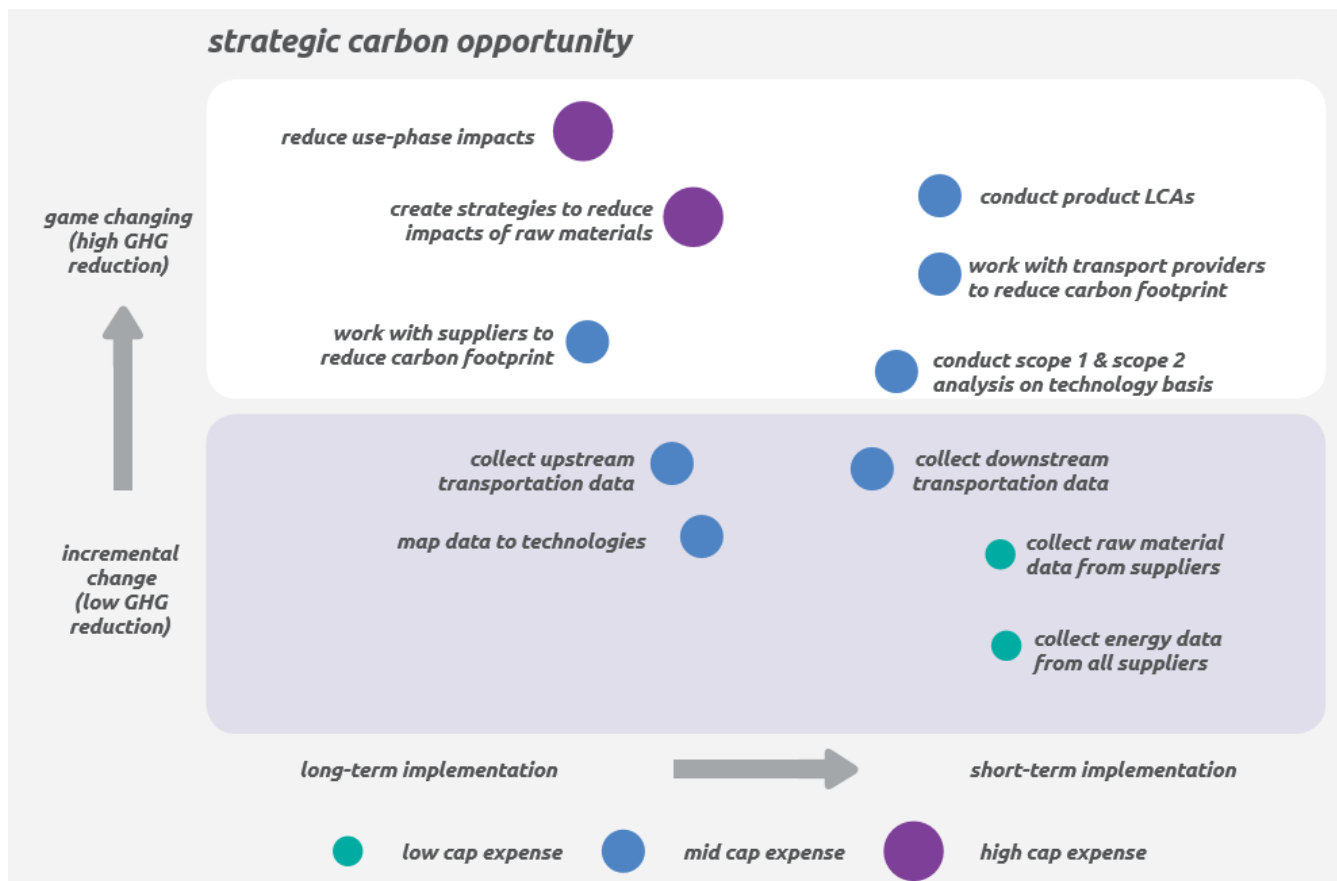 strategic carbon opportunity
reduce use-phase impacts
create strategies to reduce
impacts of raw materials
conduct product LCAs
game changing
(high GHG
reduction)
work with transport providers
to reduce carbon footprint
work with suppliers to
reduce carbon footprint
conduct scope 1 & scope 2
analysis on technology basis
collect upstream
transportation data
collect downstream
transportation data
map data to technologies
incremental
change
(low GHG
reduction)
collect raw material
data from suppliers
collect energy data
from all suppliers
long-term implementation
short-term implementation
low cap expense
mid cap expense
high cap expense